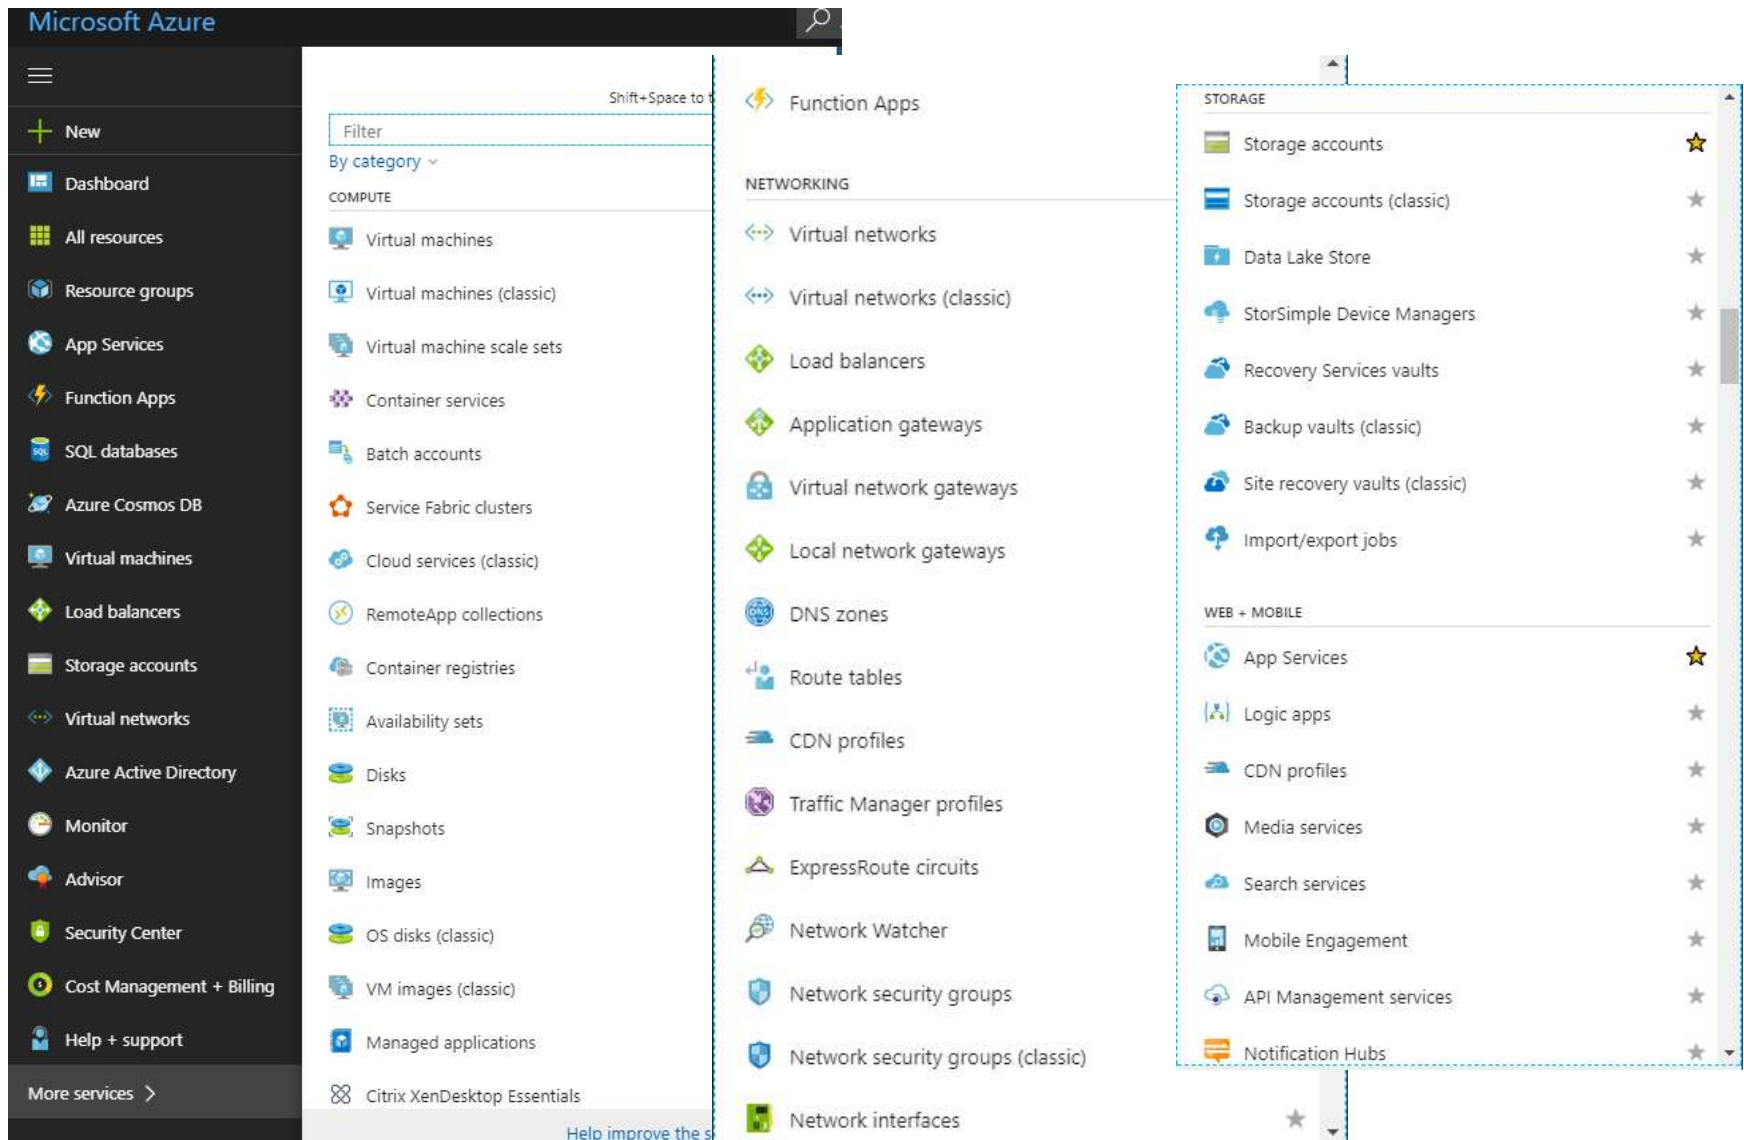 Microsoft Azure
New
Dashboard
All resources
Resource groups
App Services
Function Apps
SQL databases
Azure Cosmos DB
Virtual machines
Load balancers
Storage accounts
Virtual networks
Azure Active Directory
Monitor
Advisor
Security Center
Cost Management + Billing
Help + support
More services
Shift+Space to t
Filter
By category
COMPUTE
Virtual machines
Virtual machines (classic)
Virtual machine scale sets
Container services
Batch accounts
Service Fabric clusters
Cloud services (classic)
RemoteApp collections
Container registries
Availability sets
Disks
Snapshots
Images
OS disks (classic)
VM images (classic)
Managed applications
Citrix XenDesktop Essentials
Help improve the s
Function Apps
NETWORKING
Virtual networks
Virtual networks (classic)
Load balancers
Application gateways
Virtual network gateways
Local network gateways
DNS zones
Route tables
CDN profiles
Traffic Manager profiles
ExpressRoute circuits
Network Watcher
Network security groups
Network security groups (classic)
Network interfaces
STORAGE
Storage accounts
Storage accounts (classic)
Data Lake Store
StorSimple Device Managers
Recovery Services vaults
Backup vaults (classic)
Site recovery vaults (classic)
Import/export jobs
WEB + MOBILE
App Services
Logic apps
CDN profiles
Media services
Search services
Mobile Engagement
API Management services
Notification Hubs